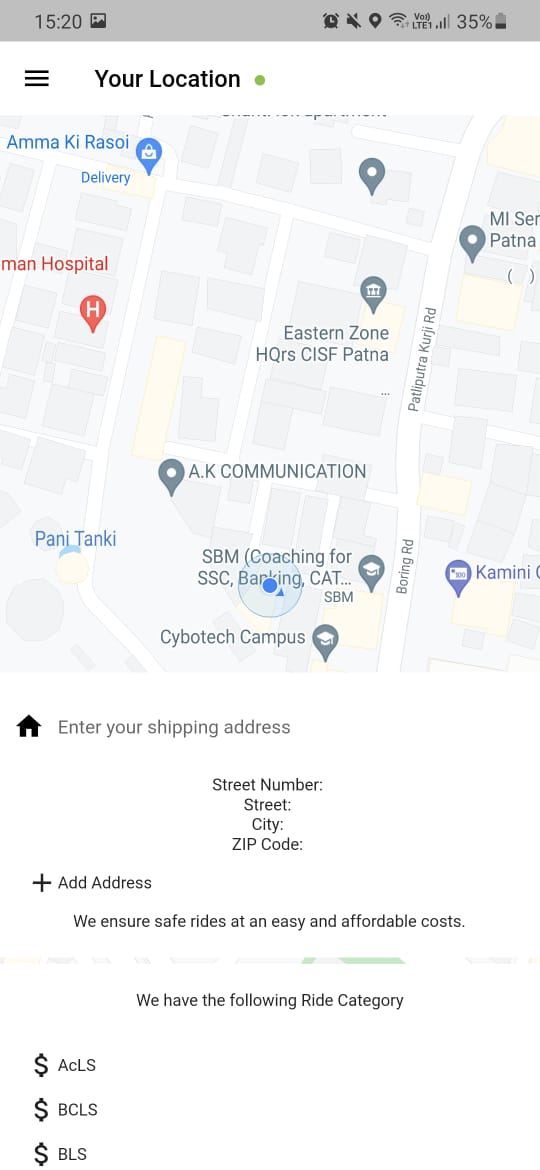 15:20
Vo)) LTE1 35%
Your Location
Amma Ki Rasoi
Delivery
MI Ser
Patna
( )
man Hospital
H
Eastern Zone
HQrs CISF Patna
...
Patliputra Kurji Rd
A.K COMMUNICATION
Pani Tanki
SBM (Coaching for
SSC, Banking, CAT...
SBM
Boring Rd
Kamini
Cybotech Campus
Enter your shipping address
Street Number:
Street:
City:
ZIP Code:
Add Address
We ensure safe rides at an easy and affordable costs.
We have the following Ride Category
$ AcLS
$ BCLS
$ BLS